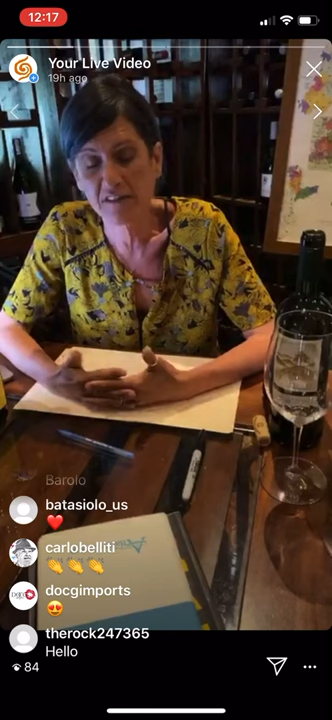 12:17
Your Live Video
19h ago
Barolo
batasiolo_us
❤️
carlobelliti
👏👏👏
docgimports
😍
therock247365
Hello
84